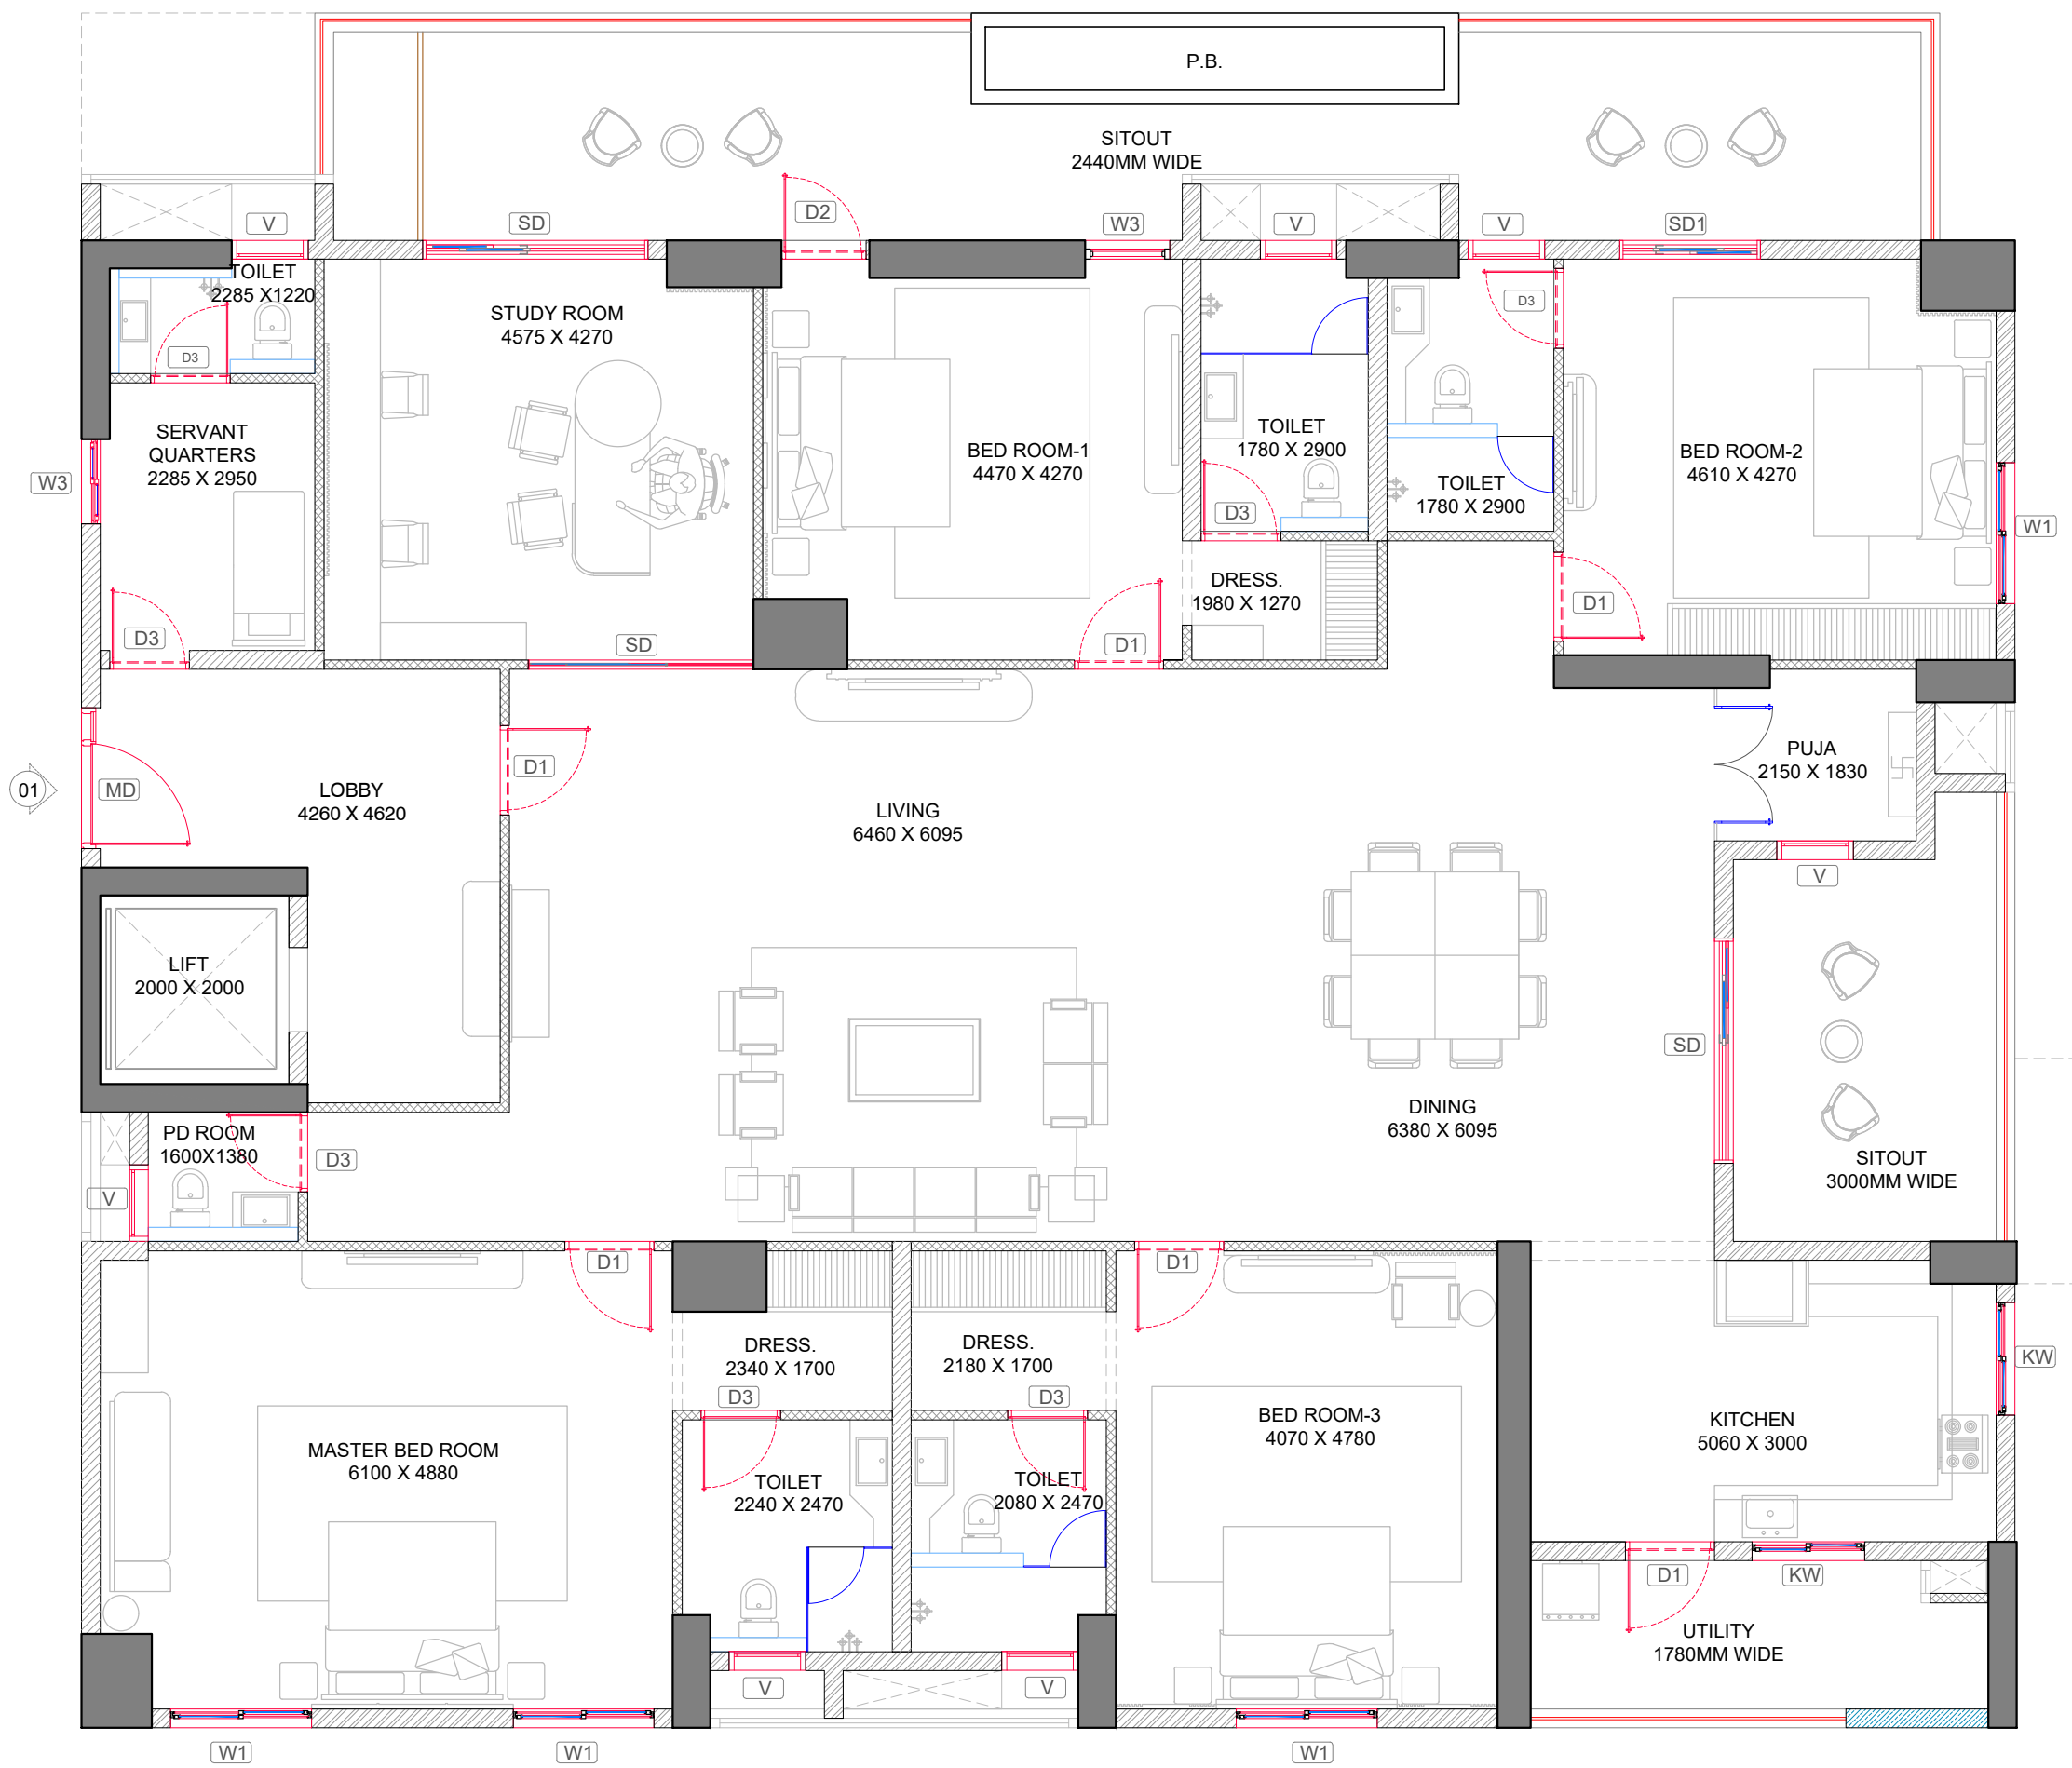 P.B.
SITOUT
2440MM WIDE
V
SD
D2
W3
V
V
SD1
TOILET
2285 X1220
D3
STUDY ROOM
4575 X 4270
D3
SERVANT
QUARTERS
2285 X 2950
W3
BED ROOM-1
4470 X 4270
TOILET
1780 X 2900
D3
TOILET
1780 X 2900
BED ROOM-2
4610 X 4270
W1
D3
SD
D1
DRESS.
1980 X 1270
D1
01
MD
LOBBY
4260 X 4620
D1
LIVING
6460 X 6095
PUJA
2150 X 1830
V
LIFT
2000 X 2000
SD
PD ROOM
1600X1380
D3
V
DINING
6380 X 6095
SITOUT
3000MM WIDE
D1
D1
DRESS.
2340 X 1700
D3
DRESS.
2180 X 1700
D3
KW
MASTER BED ROOM
6100 X 4880
TOILET
2240 X 2470
TOILET
2080 X 2470
BED ROOM-3
4070 X 4780
KITCHEN
5060 X 3000
D1
KW
UTILITY
1780MM WIDE
V
V
W1
W1
W1